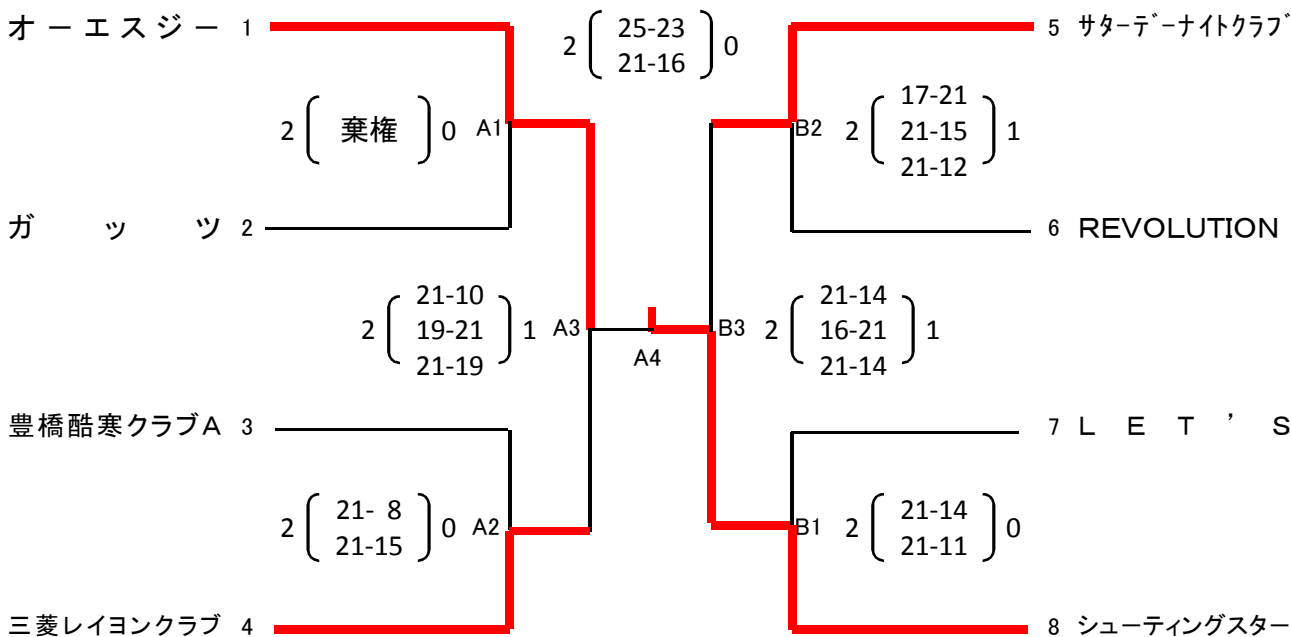 オーエスジー 1
2 25-23 0
21-16
5 サタデーナイトクラブ
2 棄権 0 A1
B2 2 17-21 1
21-15
21-12
ガッツ 2
6 REVOLUTION
2 21-10 1 A3
19-21
21-19
A4
B3 2 21-14 1
16-21
21-14
豊橋酷寒クラブA 3
7 LET'S
2 21- 8 0 A2
21-15
B1 2 21-14 0
21-11
三菱レイヨンクラブ 4
8 シューティングスター